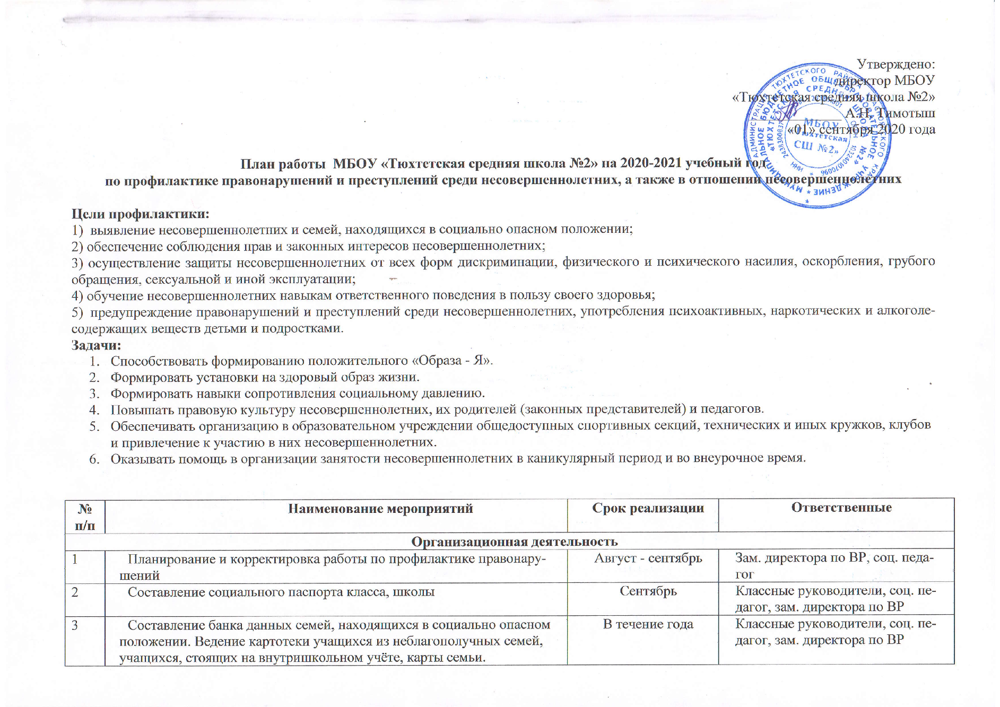 Утверждено:
директор МБОУ
«Тюхтетская средняя школа №2»
А.Н. Тимотыш
«01» сентября 2020 года
МБОУ
«Тюхтетская
СШ №2»
План работы МБОУ «Тюхтетская средняя школа №2» на 2020-2021 учебный год
по профилактике правонарушений и преступлений среди несовершеннолетних, а также в отношении несовершеннолетних
Цели профилактики:
1) выявление несовершеннолетних и семей, находящихся в социально опасном положении;
2) обеспечение соблюдения прав и законных интересов несовершеннолетних;
3) осуществление защиты несовершеннолетних от всех форм дискриминации, физического и психического насилия, оскорбления, грубого
обращения, сексуальной и иной эксплуатации;
4) обучение несовершеннолетних навыкам ответственного поведения в пользу своего здоровья;
5) предупреждение правонарушений и преступлений среди несовершеннолетних, употребления психоактивных, наркотических и алкоголе-
содержащих веществ детьми и подростками.
Задачи:
1. Способствовать формированию положительного «Образа - Я».
2. Формировать установки на здоровый образ жизни.
3. Формировать навыки сопротивления социальному давлению.
4. Повышать правовую культуру несовершеннолетних, их родителей (законных представителей) и педагогов.
5. Обеспечивать организацию в образовательном учреждении общедоступных спортивных секций, технических и иных кружков, клубов
и привлечение к участию в них несовершеннолетних.
6. Оказывать помощь в организации занятости несовершеннолетних в каникулярный период и во внеурочное время.
№ п/п Наименование мероприятий Срок реализации Ответственные
Организационная деятельность
1 Планирование и корректировка работы по профилактике правонару- Август - сентябрь Зам. директора по ВР, соц. педа-
шений гог
2 Составление социального паспорта класса, школы Сентябрь Классные руководители, соц. пе-
дагог, зам. директора по ВР
3 Составление банка данных семей, находящихся в социально опасном В течение года Классные руководители, соц. пе-
положении. Ведение картотеки учащихся из неблагополучных семей, дагог, зам. директора по ВР
учащихся, стоящих на внутришкольном учёте, карты семьи.